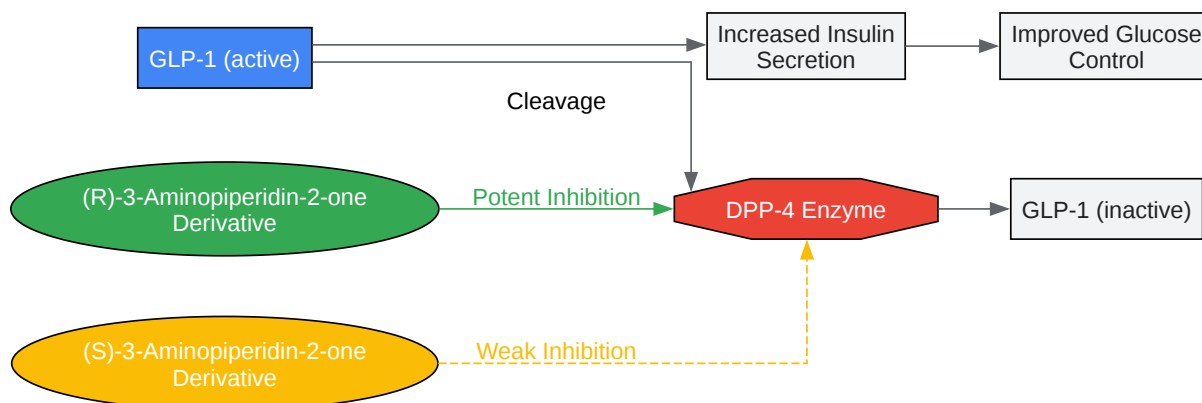 GLP-1 (active)
Increased Insulin
Secretion
Improved Glucose
Control
Cleavage
(R)-3-Aminopiperidin-2-one
Derivative
Potent Inhibition
DPP-4 Enzyme
GLP-1 (inactive)
(S)-3-Aminopiperidin-2-one
Derivative
Weak Inhibition